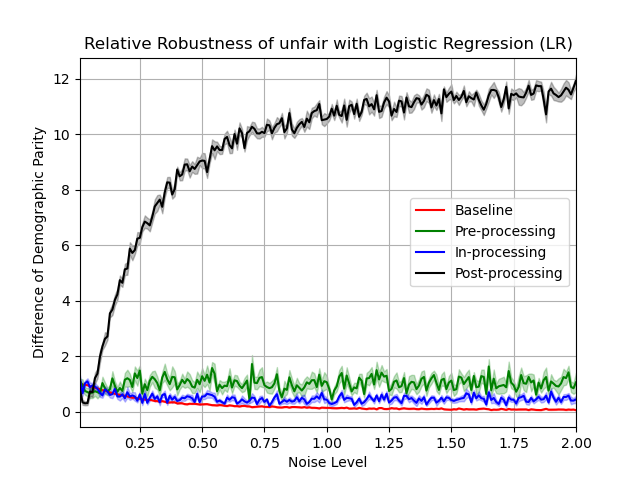 Relative Robustness of unfair with Logistic Regression (LR)
Difference of Demographic Parity
12
10
8
6
4
2
0
Baseline
Pre-processing
In-processing
Post-processing
0.25 0.50 0.75 1.00 1.25 1.50 1.75 2.00
Noise Level